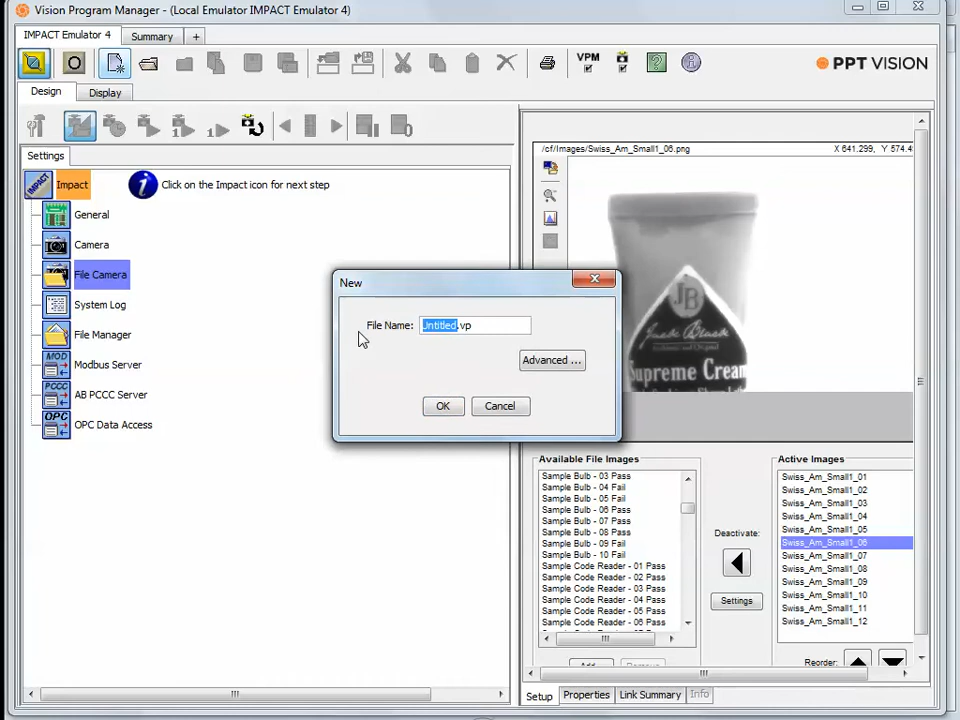 Vision Program Manager - (Local Emulator IMPACT Emulator 4)
IMPACT Emulator 4
Summary
+
VPM
PPT VISION
Design
Display
Settings
Impact
Click on the Impact icon for next step
General
Camera
File Camera
System Log
File Manager
MOD
Modbus Server
PCCC
AB PCCC Server
OPC
OPC Data Access
/cf/Images/Swiss_Am_Small1_06.png
X 641.299, Y 574.4
JB
Jack Black
Supreme Cream
New
File Name:
Untitled.vp
Advanced ...
OK
Cancel
Available File Images
Sample Bulb - 03 Pass
Sample Bulb - 04 Fail
Sample Bulb - 05 Fail
Sample Bulb - 06 Pass
Sample Bulb - 07 Pass
Sample Bulb - 08 Pass
Sample Bulb - 09 Fail
Sample Bulb - 10 Fail
Sample Code Reader - 01 Pass
Sample Code Reader - 02 Pass
Sample Code Reader - 03 Pass
Sample Code Reader - 04 Pass
Sample Code Reader - 05 Pass
Sample Code Reader - 06 Pass
Deactivate:
Settings
Active Images
Swiss_Am_Small1_01
Swiss_Am_Small1_02
Swiss_Am_Small1_03
Swiss_Am_Small1_04
Swiss_Am_Small1_05
Swiss_Am_Small1_06
Swiss_Am_Small1_07
Swiss_Am_Small1_08
Swiss_Am_Small1_09
Swiss_Am_Small1_10
Swiss_Am_Small1_11
Swiss_Am_Small1_12
Reorder:
Setup
Properties
Link Summary
Info